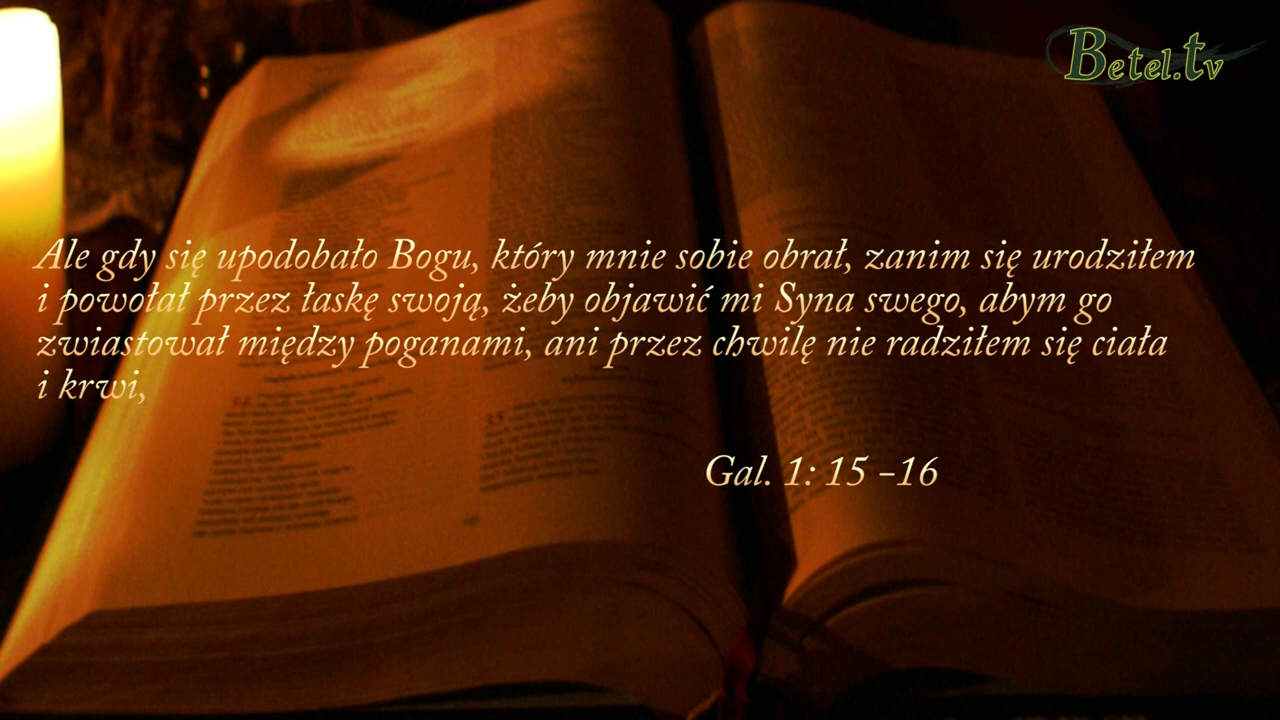 Betel.tv
Ale gdy się upodobało Bogu, który mnie sobie obrał, zanim się urodziłem
i powołał przez łaskę swoją, żeby objawić mi Syna swego, abym go
zwiastował między poganami, ani przez chwilę nie radziłem się ciała
i krwi,
Gal. 1: 15 –16